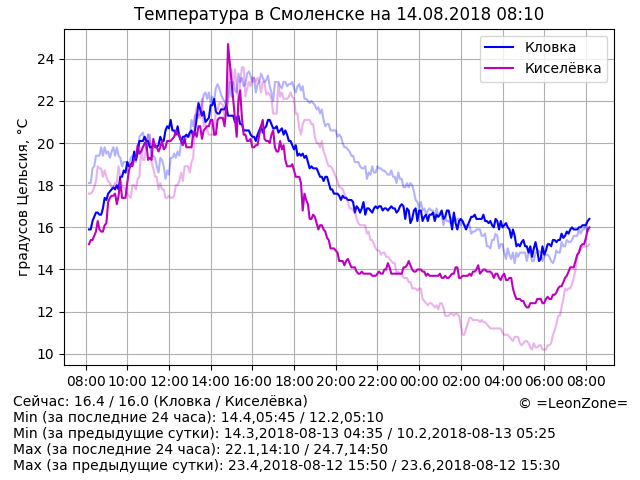 Температура в Смоленске на 14.08.2018 08:10
градусов Цельсия, °C
24
22
20
18
16
14
12
10
Кловка
Киселёвка
08:00 10:00 12:00 14:00 16:00 18:00 20:00 22:00 00:00 02:00 04:00 06:00 08:00
Сейчас: 16.4 / 16.0 (Кловка / Киселёвка)
© =LeonZone=
Min (за последние 24 часа): 14.4,05:45 / 12.2,05:10
Min (за предыдущие сутки): 14.3,2018-08-13 04:35 / 10.2,2018-08-13 05:25
Max (за последние 24 часа): 22.1,14:10 / 24.7,14:50
Max (за предыдущие сутки): 23.4,2018-08-12 15:50 / 23.6,2018-08-12 15:30